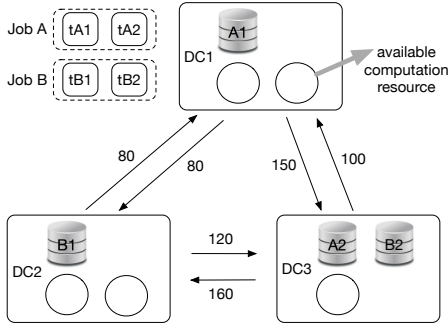 Job A
tA1
tA2
Job B
tB1
tB2
A1
DC1
available
computation
resource
80
80
150
100
B1
DC2
120
160
A2
B2
DC3